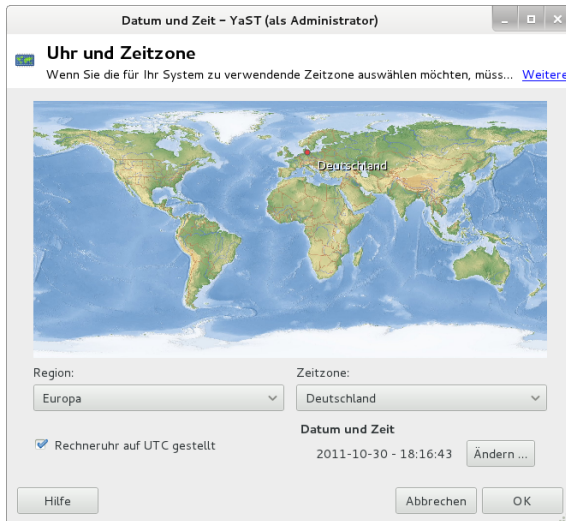 Datum und Zeit – YaST (als Administrator)
Uhr und Zeitzone
Wenn Sie die für Ihr System zu verwendende Zeitzone auswählen möchten, müss... Weitere
Deutschland
Region:
Zeitzone:
Europa
Deutschland
Datum und Zeit
Rechneruhr auf UTC gestellt
2011-10-30 - 18:16:43
Ändern ...
Hilfe
Abbrechen
OK